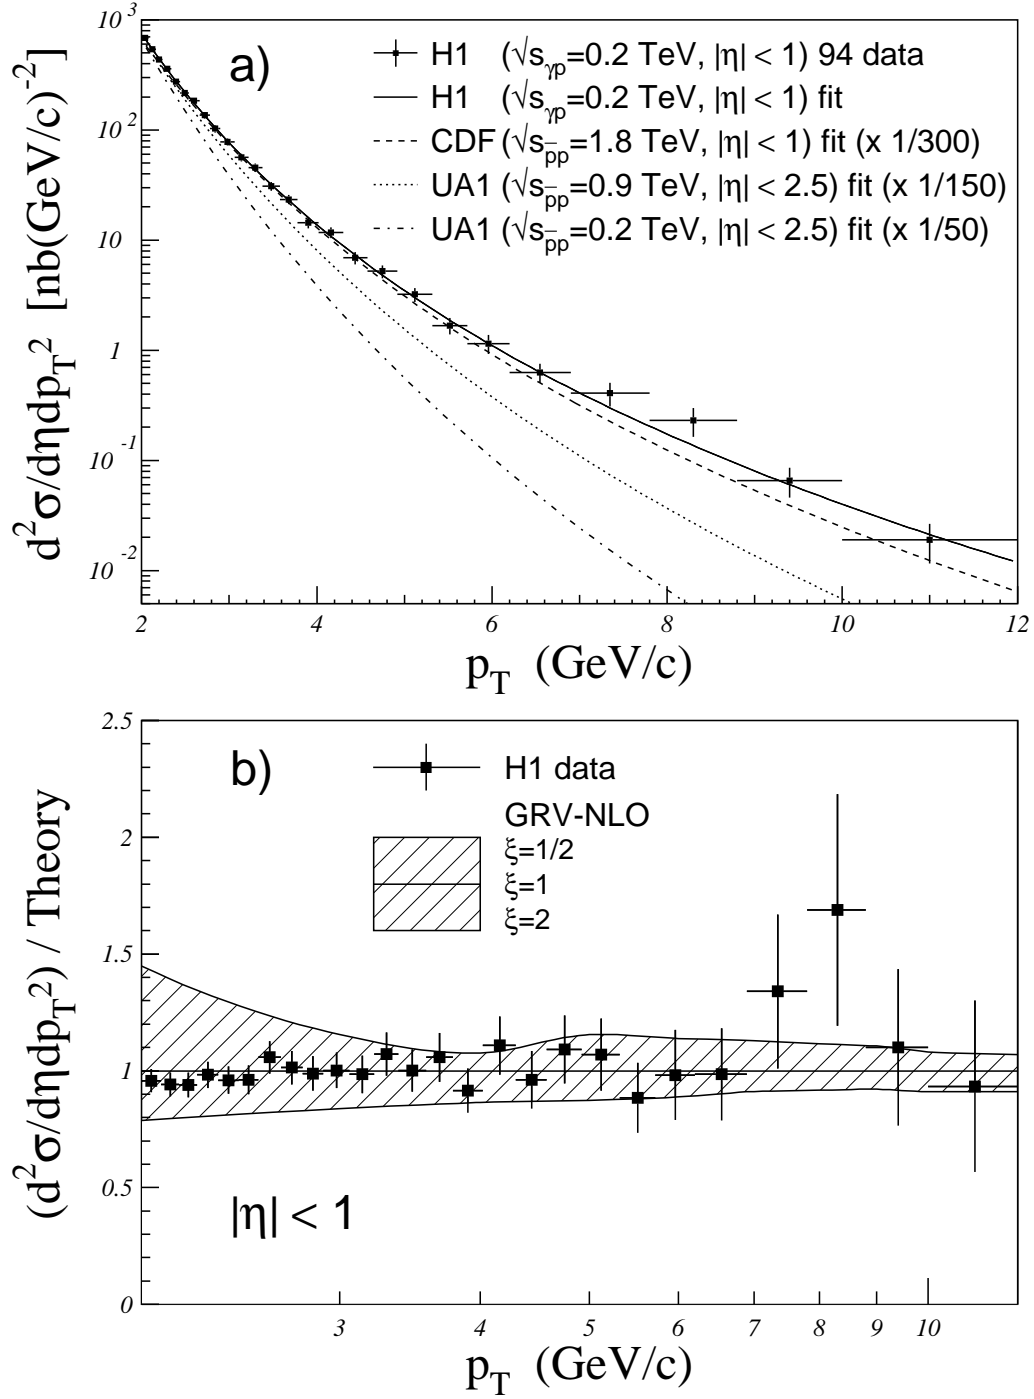 a)
H1 (√s_γp=0.2 TeV, |η| < 1) 94 data
H1 (√s_γp=0.2 TeV, |η| < 1) fit
CDF (√s_p̅p=1.8 TeV, |η| < 1) fit (x 1/300)
UA1 (√s_p̅p=0.9 TeV, |η| < 2.5) fit (x 1/150)
UA1 (√s_p̅p=0.2 TeV, |η| < 2.5) fit (x 1/50)
d²σ/dηdp_T² [nb(GeV/c)⁻²]
10³
10²
10
1
10⁻¹
10⁻²
2 4 6 8 10 12
p_T (GeV/c)
b)
H1 data
GRV-NLO
ξ=1/2
ξ=1
ξ=2
|η| < 1
(d²σ/dηdp_T²) / Theory
2.5
2
1.5
1
0.5
0
3 4 5 6 7 8 9 10
p_T (GeV/c)